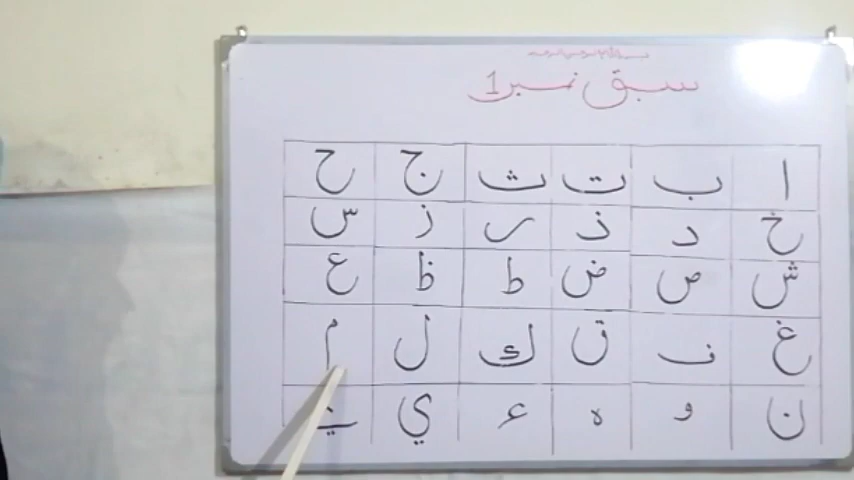 سبق نمبر 1
ا ب ت ث ج ح
خ د ذ ر ز س
ش ص ض ط ظ ع
غ ف ق ك ل م
ن و ه ء ي